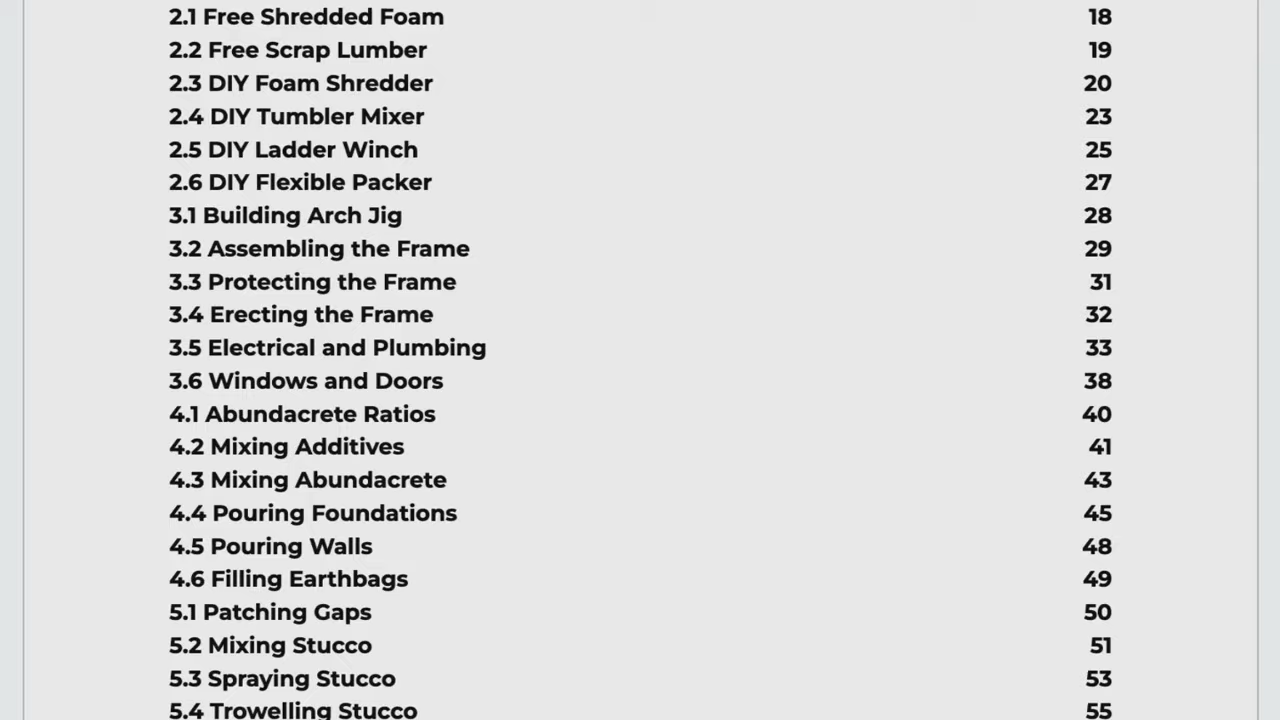 2.1 Free Shredded Foam 18
2.2 Free Scrap Lumber 19
2.3 DIY Foam Shredder 20
2.4 DIY Tumbler Mixer 23
2.5 DIY Ladder Winch 25
2.6 DIY Flexible Packer 27
3.1 Building Arch Jig 28
3.2 Assembling the Frame 29
3.3 Protecting the Frame 31
3.4 Erecting the Frame 32
3.5 Electrical and Plumbing 33
3.6 Windows and Doors 38
4.1 Abundacrete Ratios 40
4.2 Mixing Additives 41
4.3 Mixing Abundacrete 43
4.4 Pouring Foundations 45
4.5 Pouring Walls 48
4.6 Filling Earthbags 49
5.1 Patching Gaps 50
5.2 Mixing Stucco 51
5.3 Spraying Stucco 53
5.4 Trowelling Stucco 55